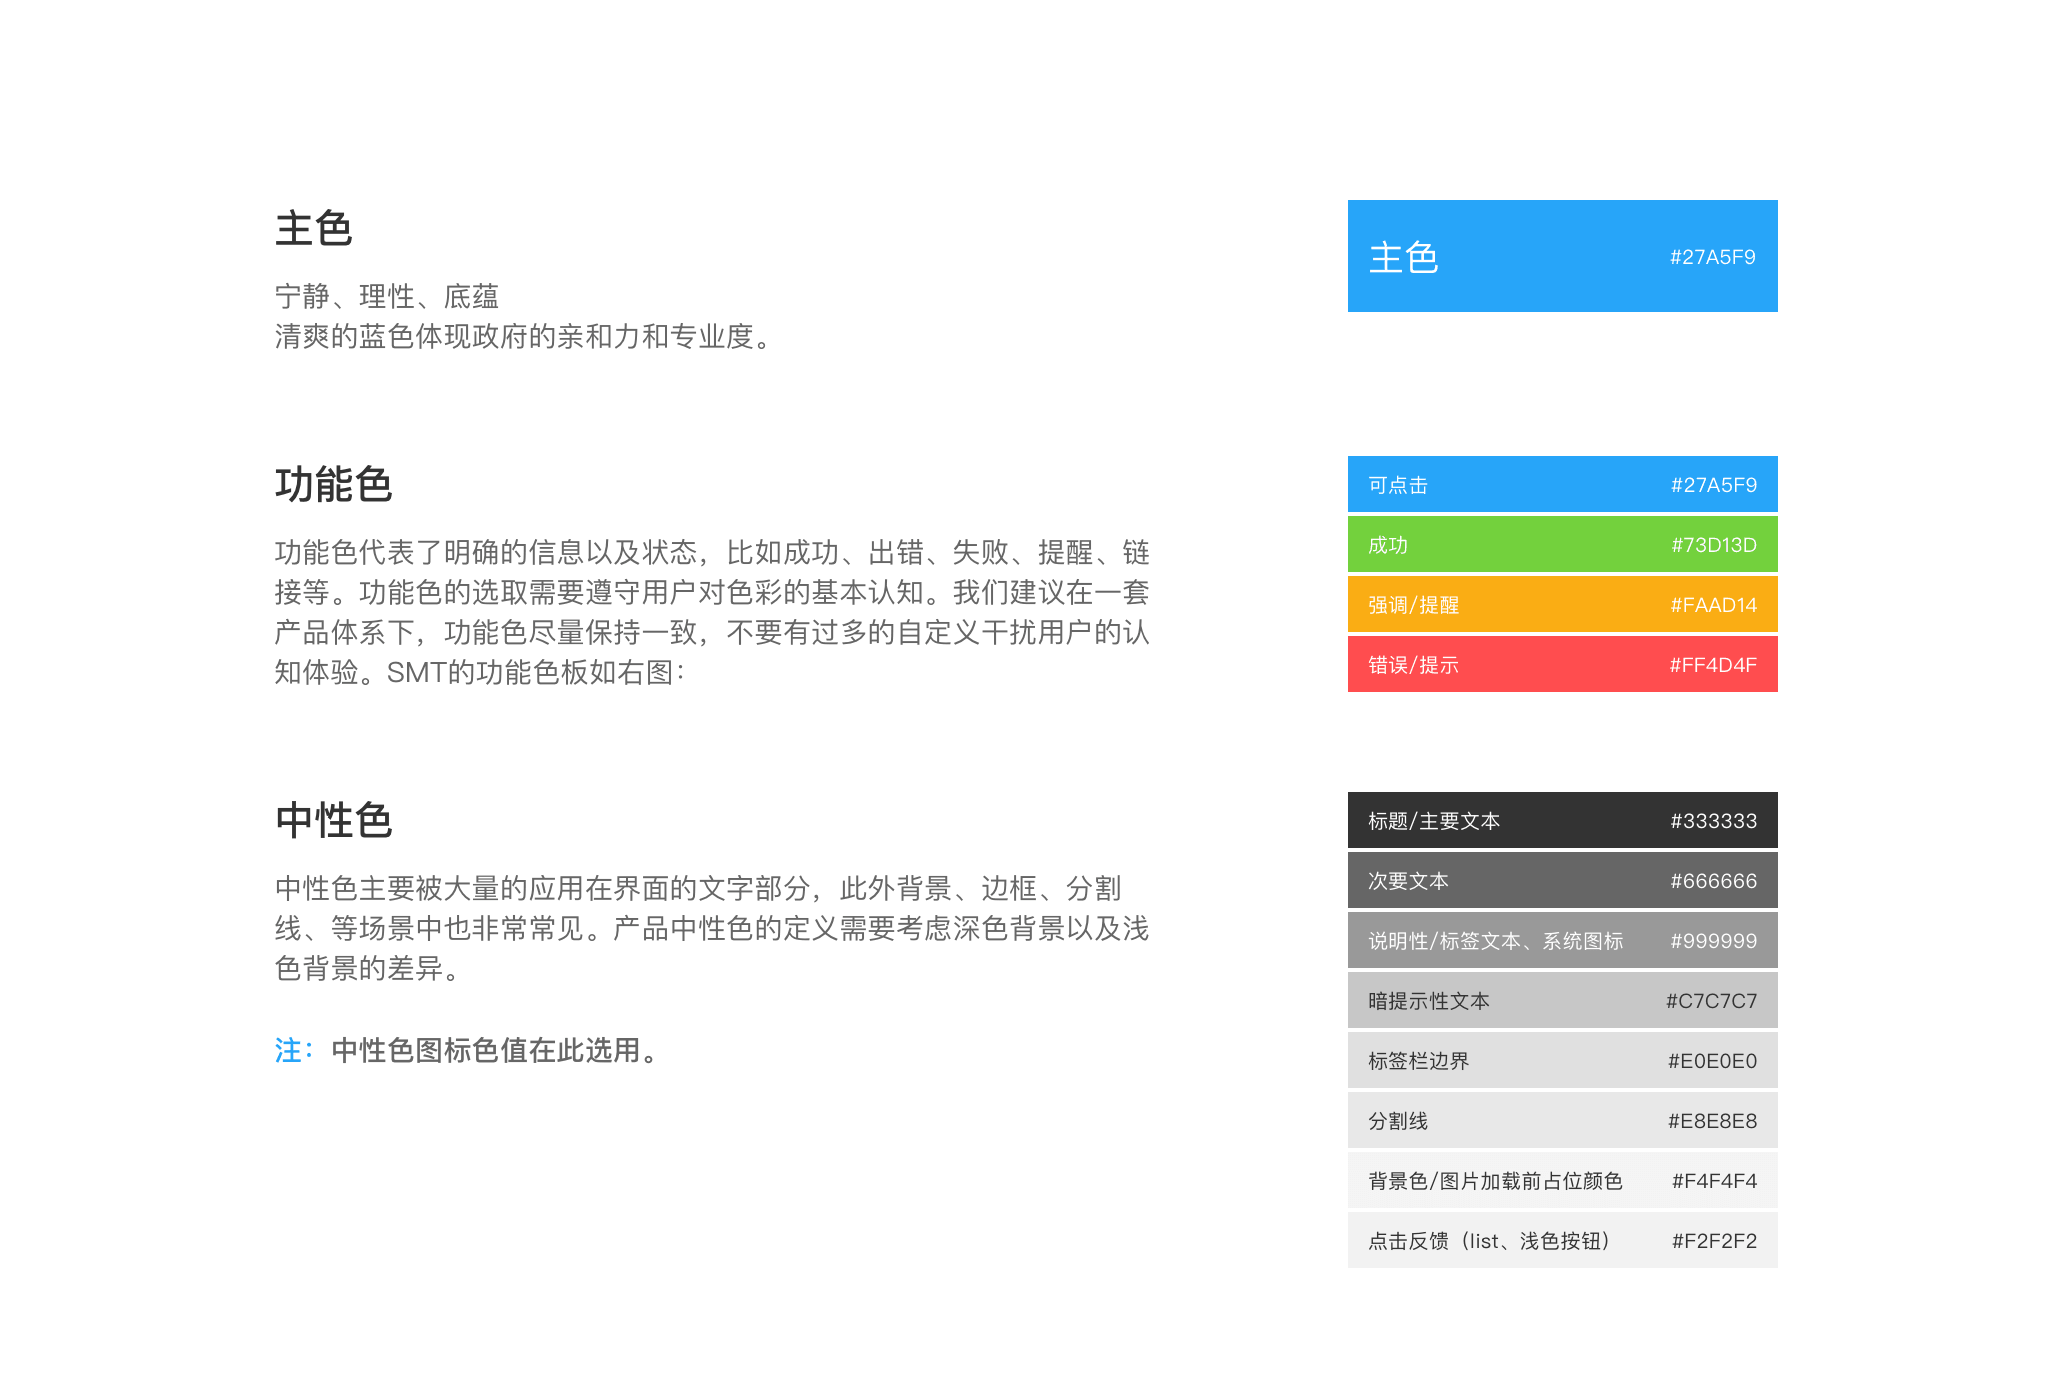 主色
宁静、理性、底蕴
清爽的蓝色体现政府的亲和力和专业度。
主色 #27A5F9
功能色
功能色代表了明确的信息以及状态，比如成功、出错、失败、提醒、链
接等。功能色的选取需要遵守用户对色彩的基本认知。我们建议在一套
产品体系下，功能色尽量保持一致，不要有过多的自定义干扰用户的认
知体验。SMT的功能色板如右图：
可点击 #27A5F9
成功 #73D13D
强调/提醒 #FAAD14
错误/提示 #FF4D4F
中性色
中性色主要被大量的应用在界面的文字部分，此外背景、边框、分割
线、等场景中也非常常见。产品中性色的定义需要考虑深色背景以及浅
色背景的差异。
注：中性色图标色值在此选用。
标题/主要文本 #333333
次要文本 #666666
说明性/标签文本、系统图标 #999999
暗提示性文本 #C7C7C7
标签栏边界 #E0E0E0
分割线 #E8E8E8
背景色/图片加载前占位颜色 #F4F4F4
点击反馈（list、浅色按钮） #F2F2F2